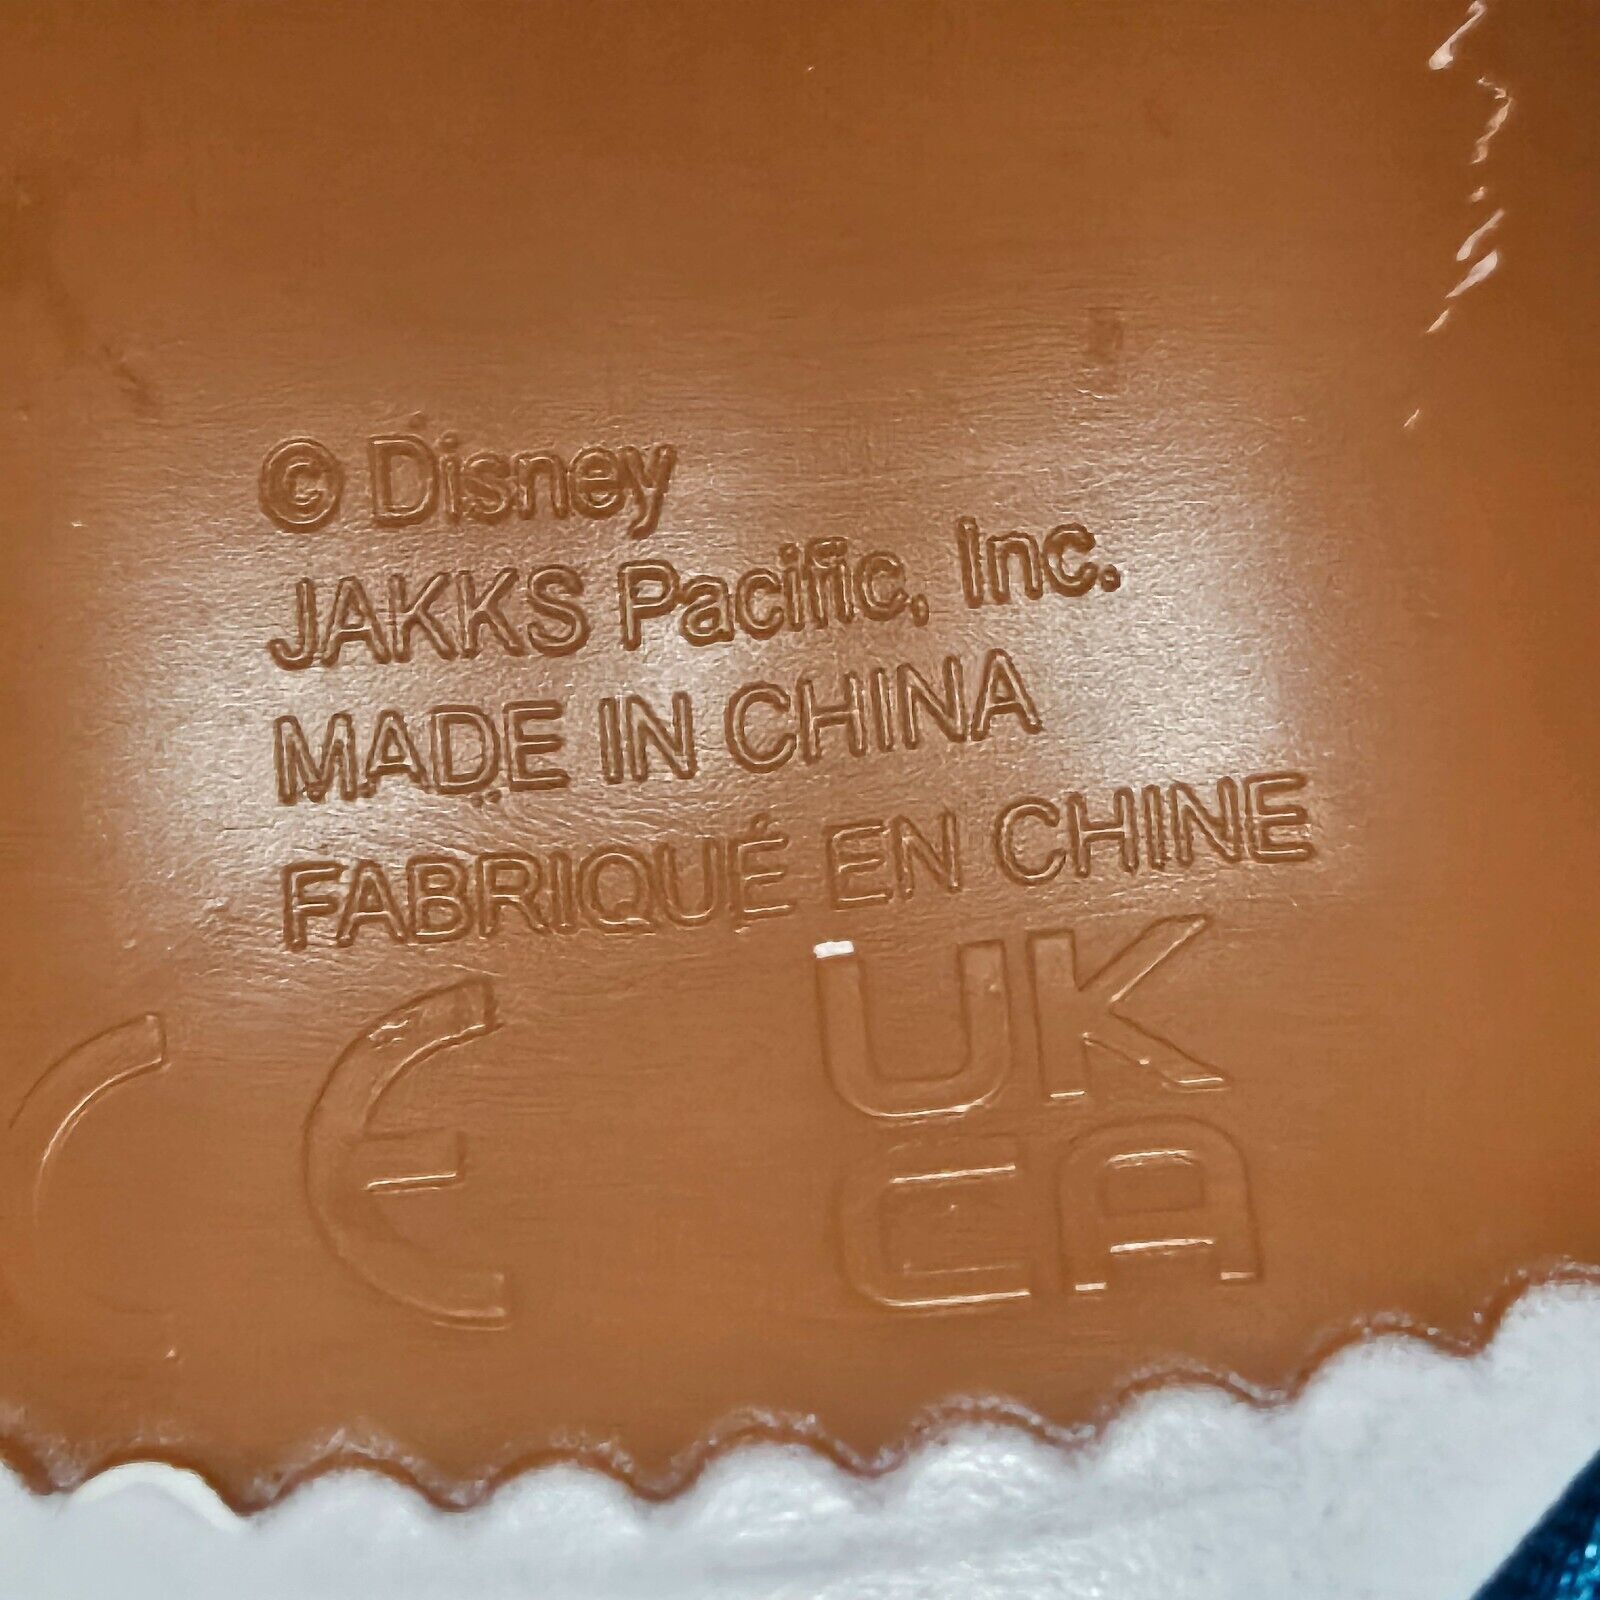 © Disney
JAKKS Pacific, Inc.
MADE IN CHINA
FABRIQUÉ EN CHINE
CE UK
CA